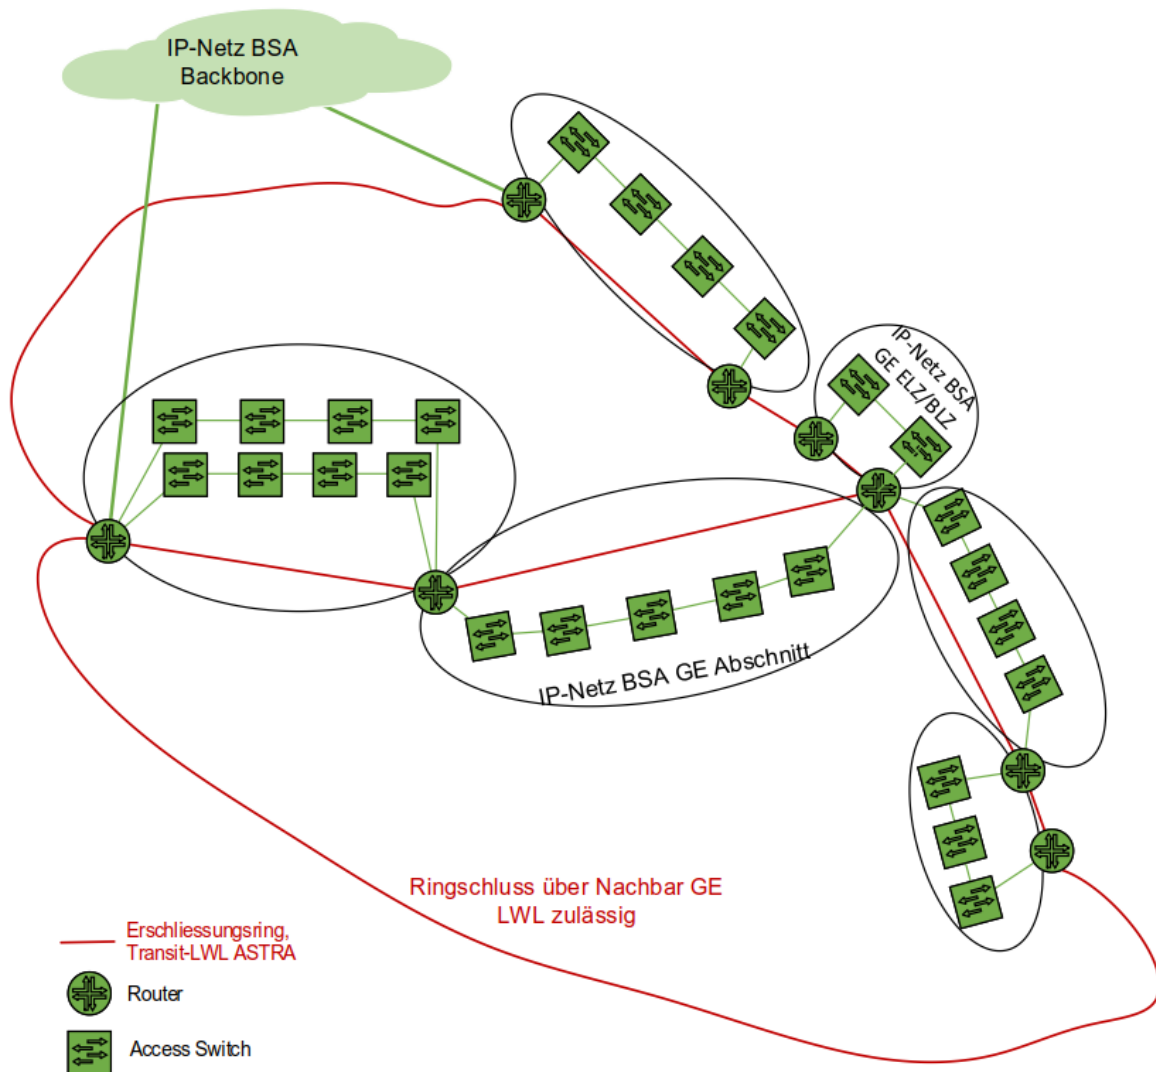 IP-Netz BSA
Backbone
IP-Netz BSA
GE ELZ/BLZ
IP-Netz BSA GE Abschnitt
Ringschluss über Nachbar GE
LWL zulässig
Erschliessungsring,
Transit-LWL ASTRA
Router
Access Switch